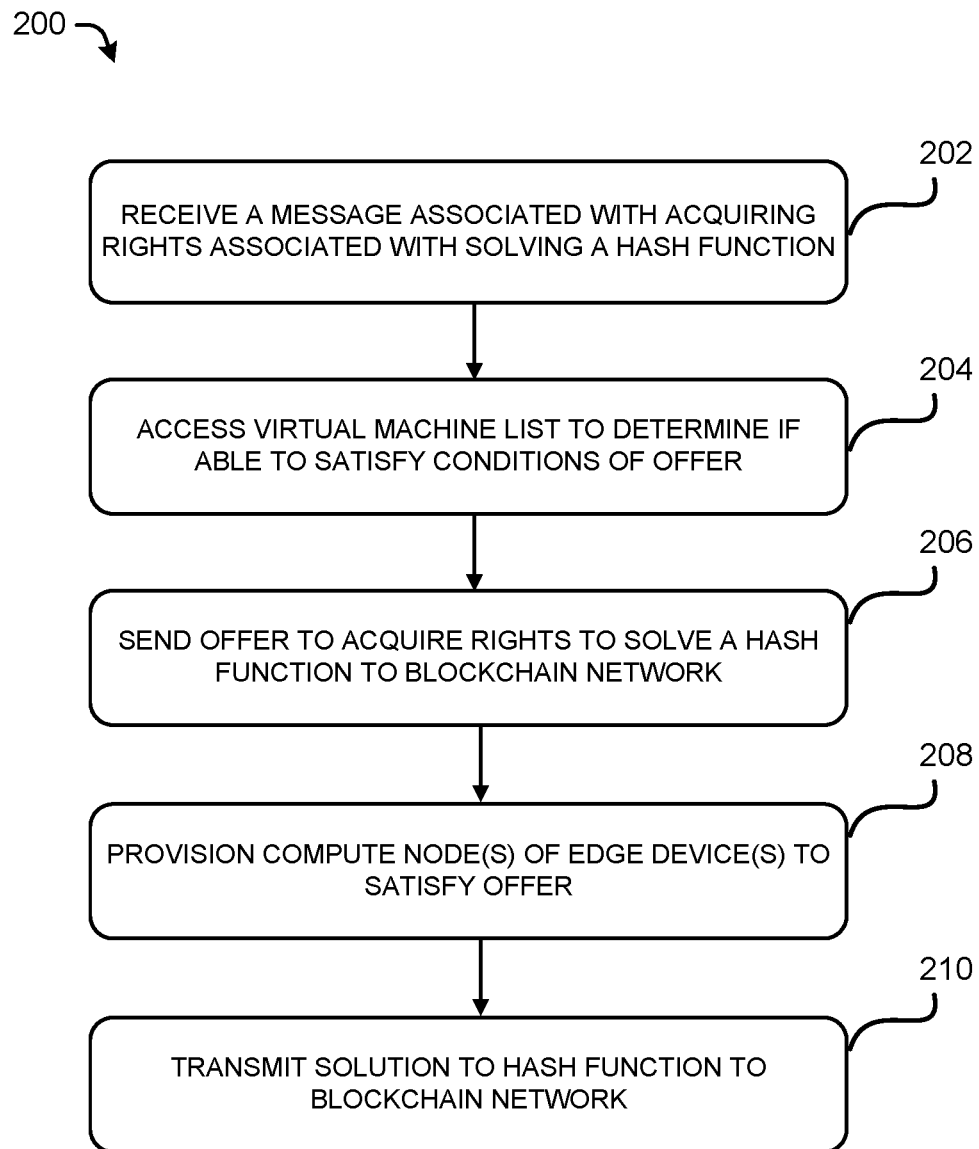 200
202
RECEIVE A MESSAGE ASSOCIATED WITH ACQUIRING
RIGHTS ASSOCIATED WITH SOLVING A HASH FUNCTION
204
ACCESS VIRTUAL MACHINE LIST TO DETERMINE IF
ABLE TO SATISFY CONDITIONS OF OFFER
206
SEND OFFER TO ACQUIRE RIGHTS TO SOLVE A HASH
FUNCTION TO BLOCKCHAIN NETWORK
208
PROVISION COMPUTE NODE(S) OF EDGE DEVICE(S) TO
SATISFY OFFER
210
TRANSMIT SOLUTION TO HASH FUNCTION TO
BLOCKCHAIN NETWORK